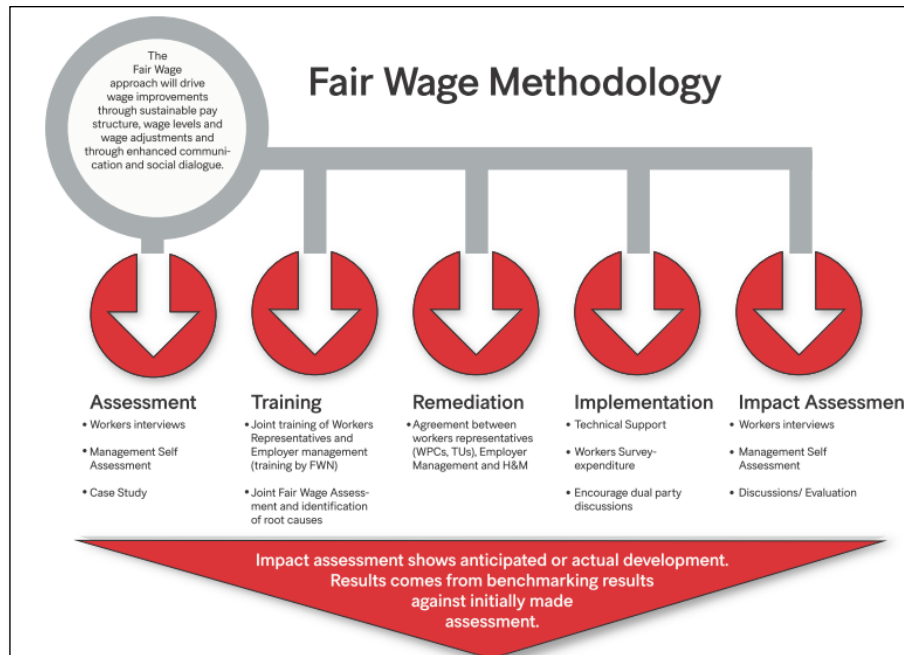 The
Fair Wage
approach will drive
wage improvements
through sustainable pay
structure, wage levels and
wage adjustments and
through enhanced communi-
cation and social dialogue.
Fair Wage Methodology
Assessment
• Workers interviews
• Management Self
Assessment
• Case Study
Training
• Joint training of Workers
Representatives and
Employer management
(training by FWN)
• Joint Fair Wage Assess-
ment and identification
of root causes
Remediation
• Agreement between
workers representatives
(WPCs, TUs), Employer
Management and H&M
Implementation
• Technical Support
• Workers Survey-
expenditure
• Encourage dual party
discussions
Impact Assessmen
• Workers interviews
• Management Self
Assessment
• Discussions/ Evaluation
Impact assessment shows anticipated or actual development.
Results comes from benchmarking results
against initially made
assessment.